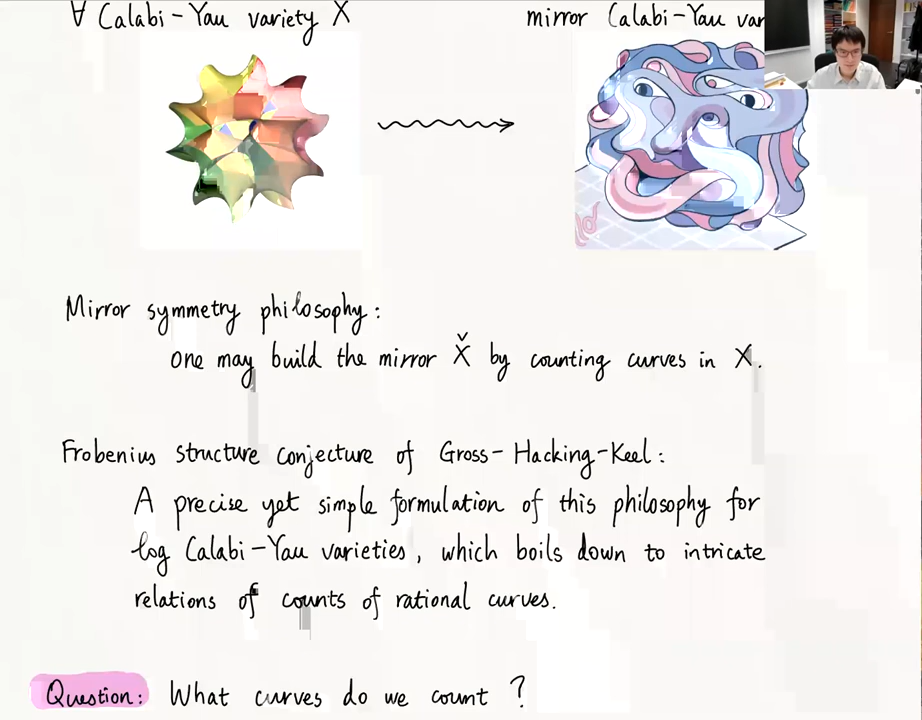 ∀ Calabi-Yau variety X
mirror Calabi-Yau var
Mirror symmetry philosophy:
one may build the mirror X̌ by counting curves in X.
Frobenius structure conjecture of Gross-Hacking-Keel:
A precise yet simple formulation of this philosophy for
log Calabi-Yau varieties, which boils down to intricate
relations of counts of rational curves.
Question: What curves do we count ?